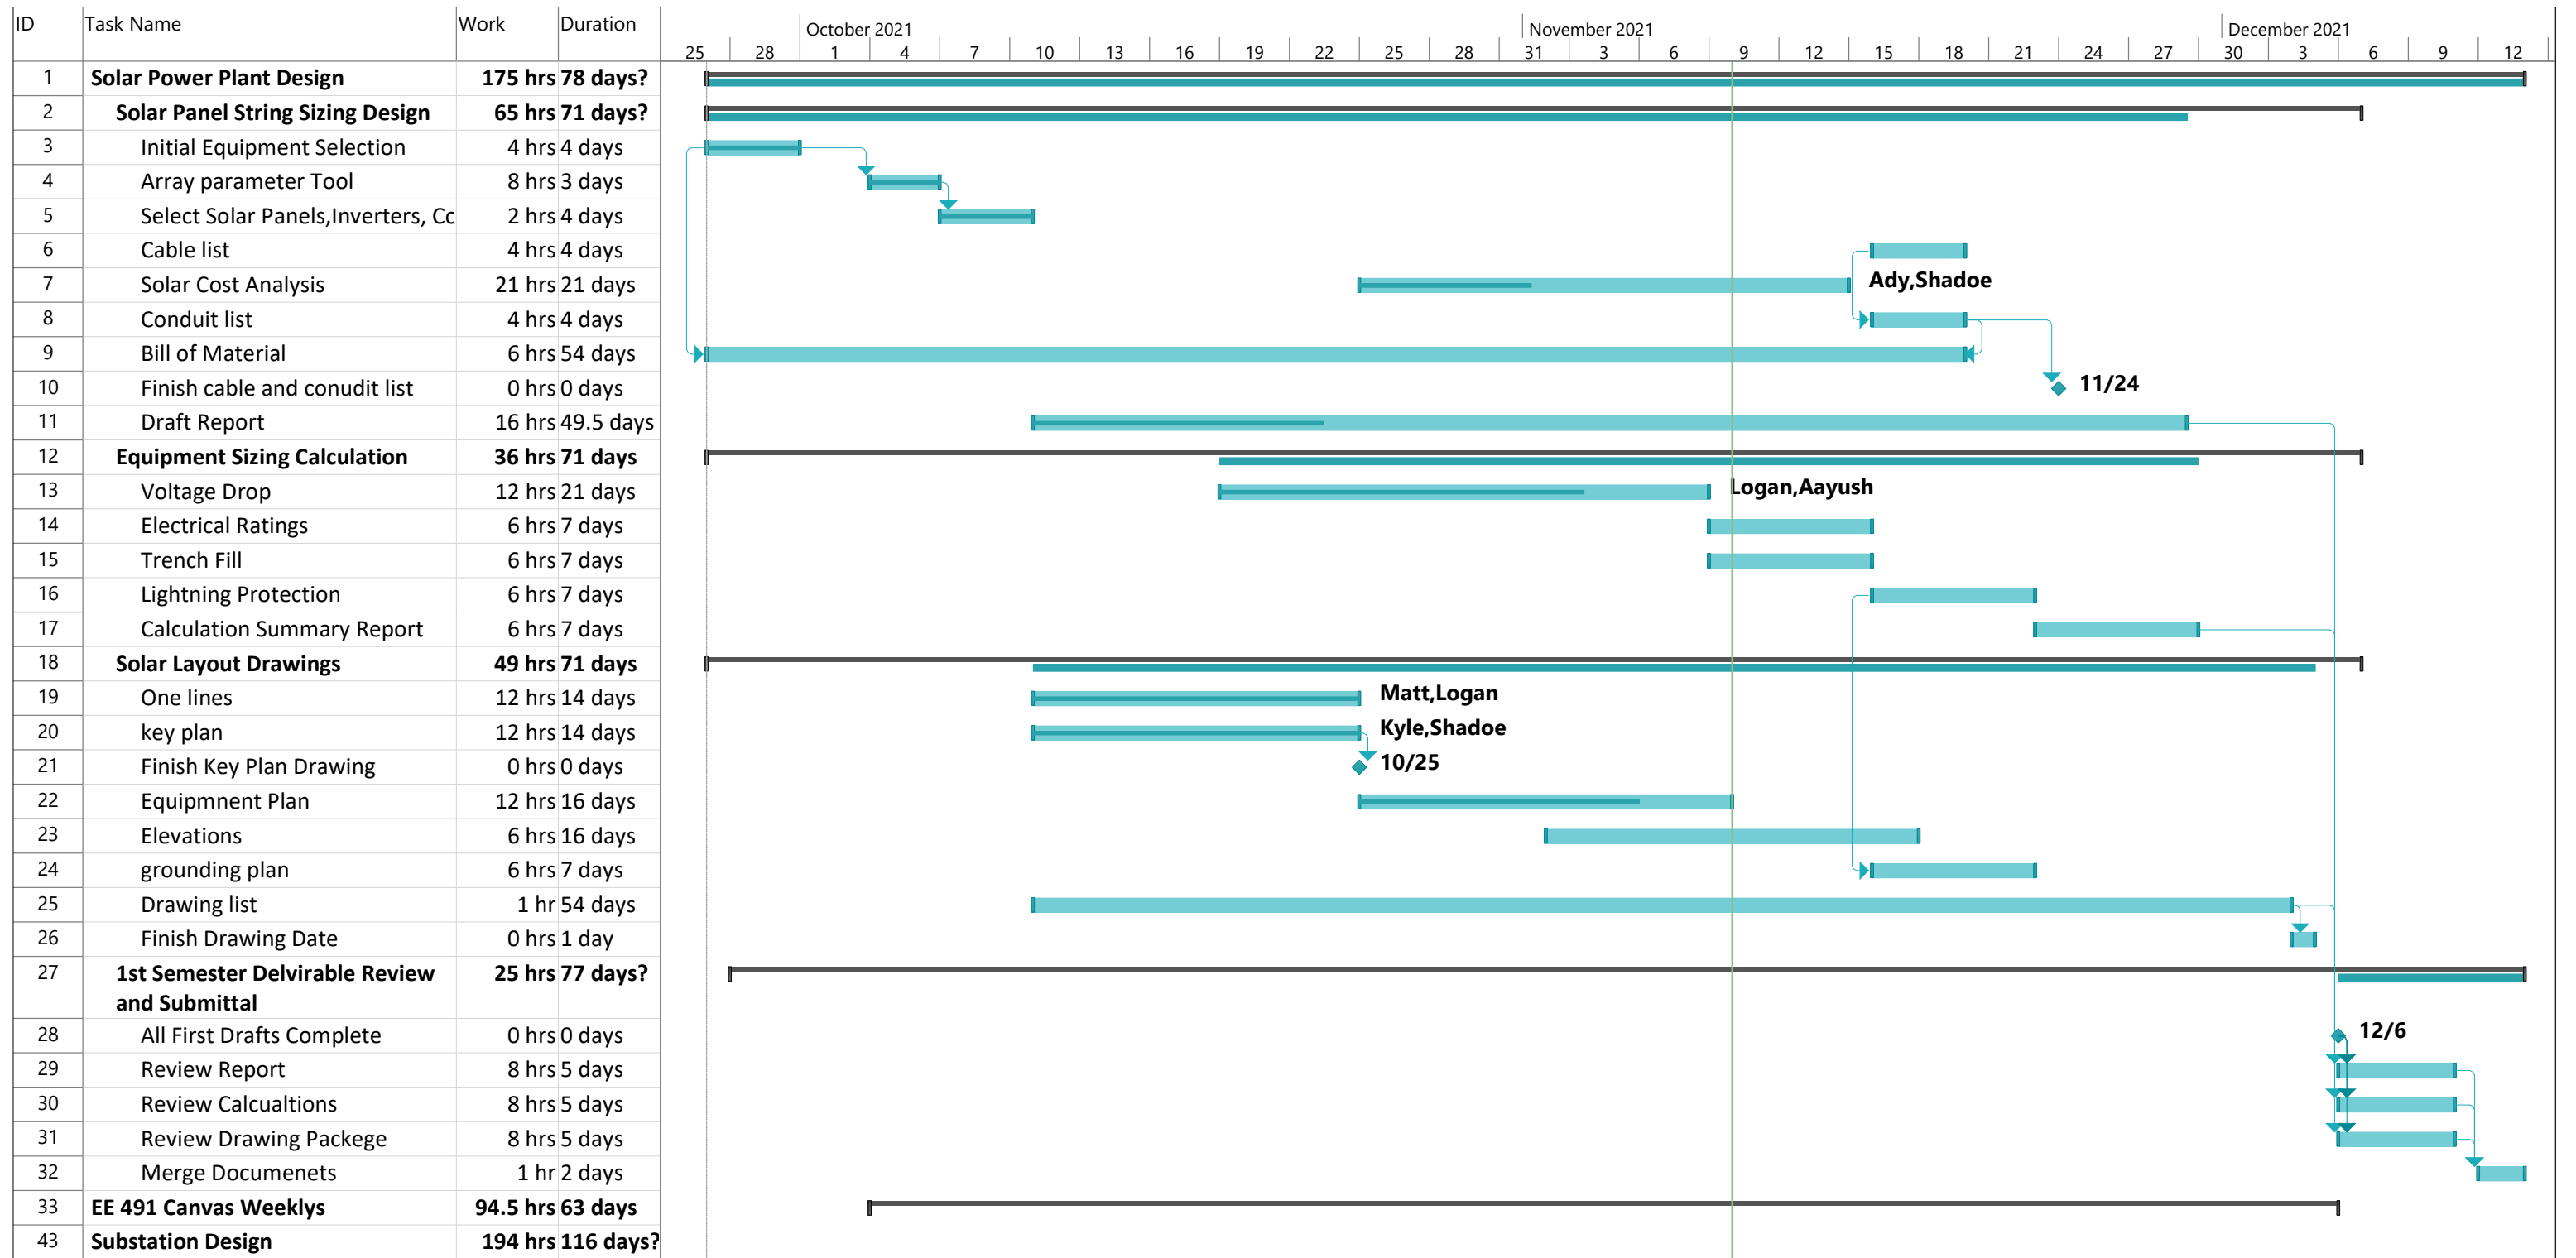 ID Task Name Work Duration
October 2021 November 2021 December 2021
25 28 1 4 7 10 13 16 19 22 25 28 31 3 6 9 12 15 18 21 24 27 30 3 6 9 12
1 Solar Power Plant Design 175 hrs 78 days?
2 Solar Panel String Sizing Design 65 hrs 71 days?
3 Initial Equipment Selection 4 hrs 4 days
4 Array parameter Tool 8 hrs 3 days
5 Select Solar Panels,Inverters, Co 2 hrs 4 days
6 Cable list 4 hrs 4 days
7 Solar Cost Analysis 21 hrs 21 days Ady,Shadoe
8 Conduit list 4 hrs 4 days
9 Bill of Material 6 hrs 54 days
10 Finish cable and conudit list 0 hrs 0 days 11/24
11 Draft Report 16 hrs 49.5 days
12 Equipment Sizing Calculation 36 hrs 71 days
13 Voltage Drop 12 hrs 21 days Logan,Aayush
14 Electrical Ratings 6 hrs 7 days
15 Trench Fill 6 hrs 7 days
16 Lightning Protection 6 hrs 7 days
17 Calculation Summary Report 6 hrs 7 days
18 Solar Layout Drawings 49 hrs 71 days
19 One lines 12 hrs 14 days Matt,Logan
20 key plan 12 hrs 14 days Kyle,Shadoe
21 Finish Key Plan Drawing 0 hrs 0 days 10/25
22 Equipmnent Plan 12 hrs 16 days
23 Elevations 6 hrs 16 days
24 grounding plan 6 hrs 7 days
25 Drawing list 1 hr 54 days
26 Finish Drawing Date 0 hrs 1 day
27 1st Semester Delvirable Review 25 hrs 77 days?
and Submittal
28 All First Drafts Complete 0 hrs 0 days 12/6
29 Review Report 8 hrs 5 days
30 Review Calcualtions 8 hrs 5 days
31 Review Drawing Packege 8 hrs 5 days
32 Merge Documenets 1 hr 2 days
33 EE 491 Canvas Weeklys 94.5 hrs 63 days
43 Substation Design 194 hrs 116 days?